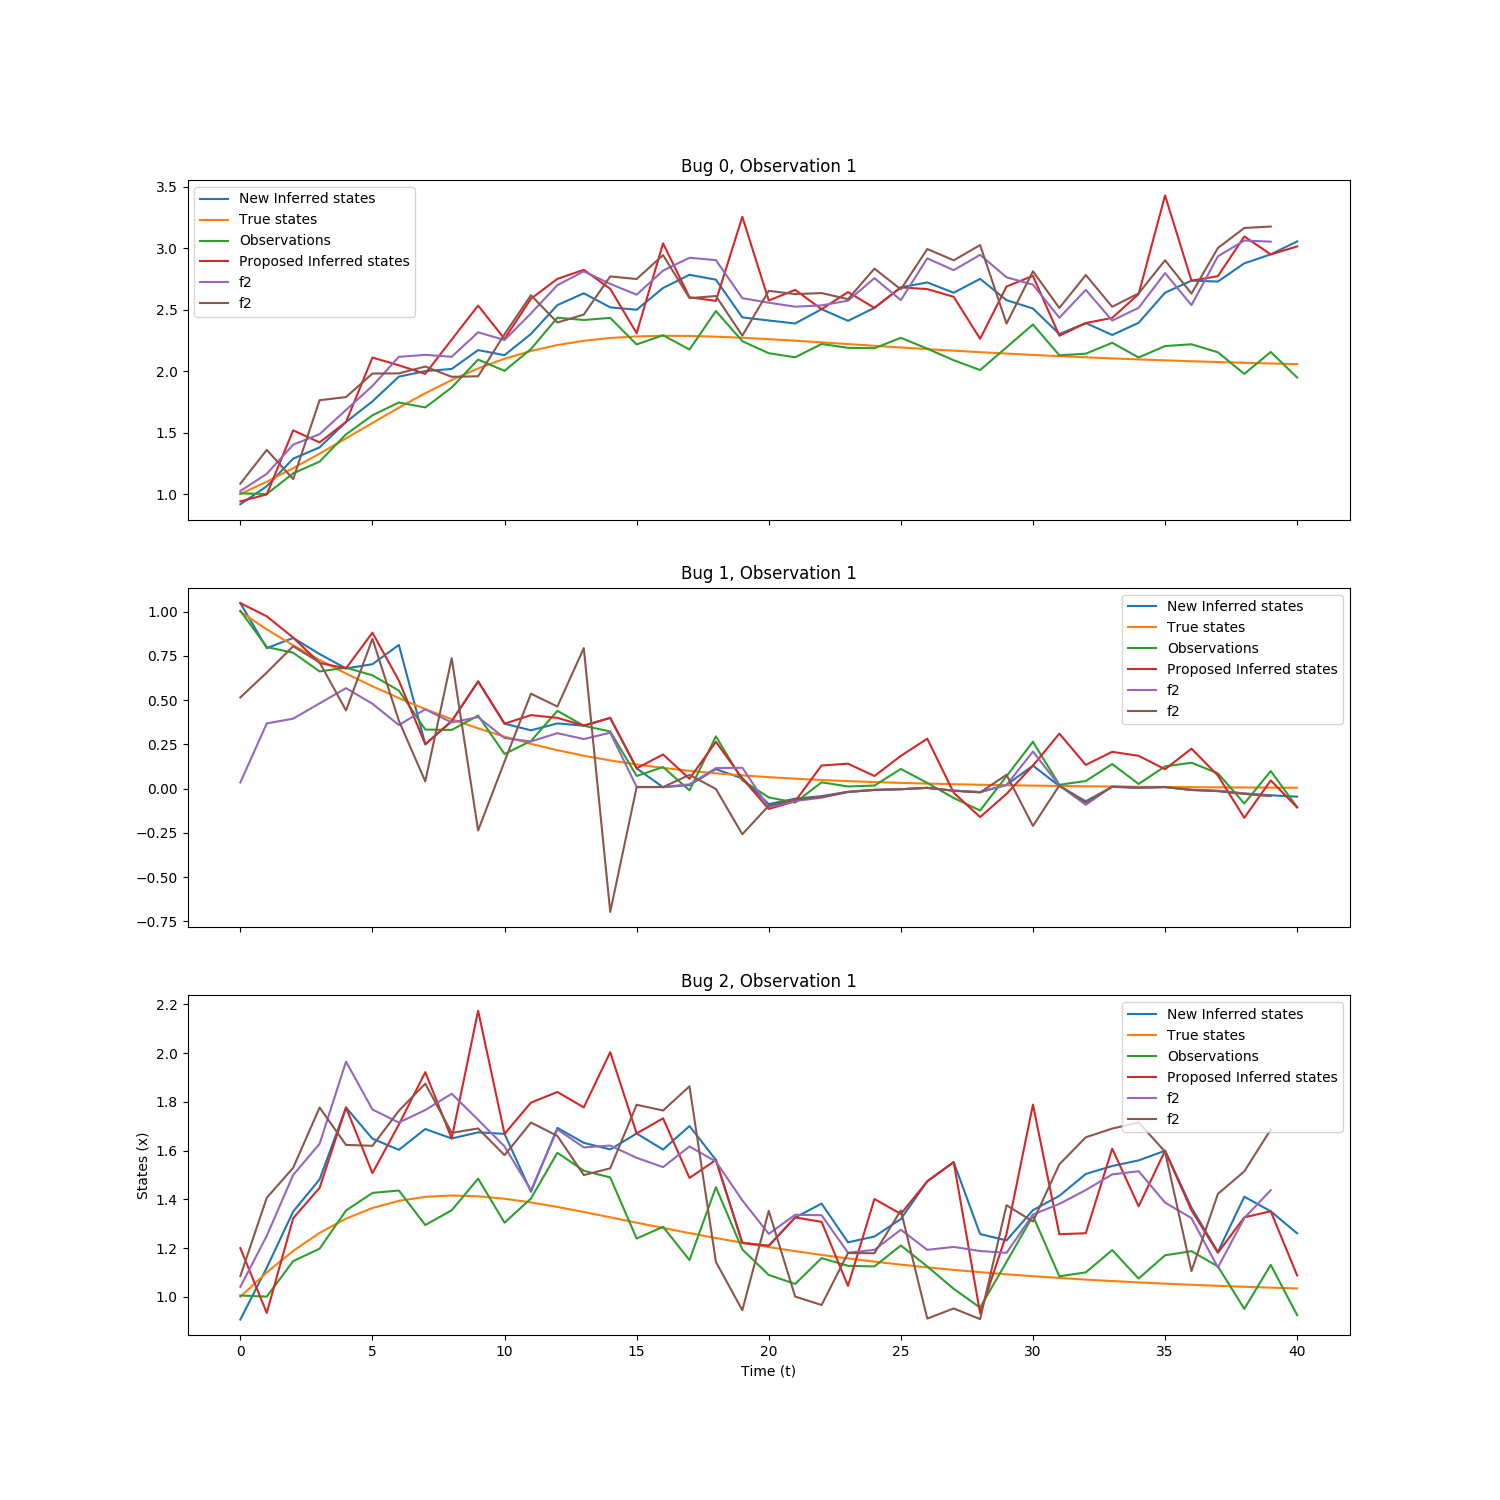 Bug 0, Observation 1
3.5
3.0
2.5
2.0
1.5
1.0
New Inferred states
True states
Observations
Proposed Inferred states
f2
f2
Bug 1, Observation 1
1.00
0.75
0.50
0.25
0.00
−0.25
−0.50
−0.75
New Inferred states
True states
Observations
Proposed Inferred states
f2
f2
Bug 2, Observation 1
2.2
2.0
1.8
1.6
1.4
1.2
1.0
States (x)
New Inferred states
True states
Observations
Proposed Inferred states
f2
f2
0 5 10 15 20 25 30 35 40
Time (t)